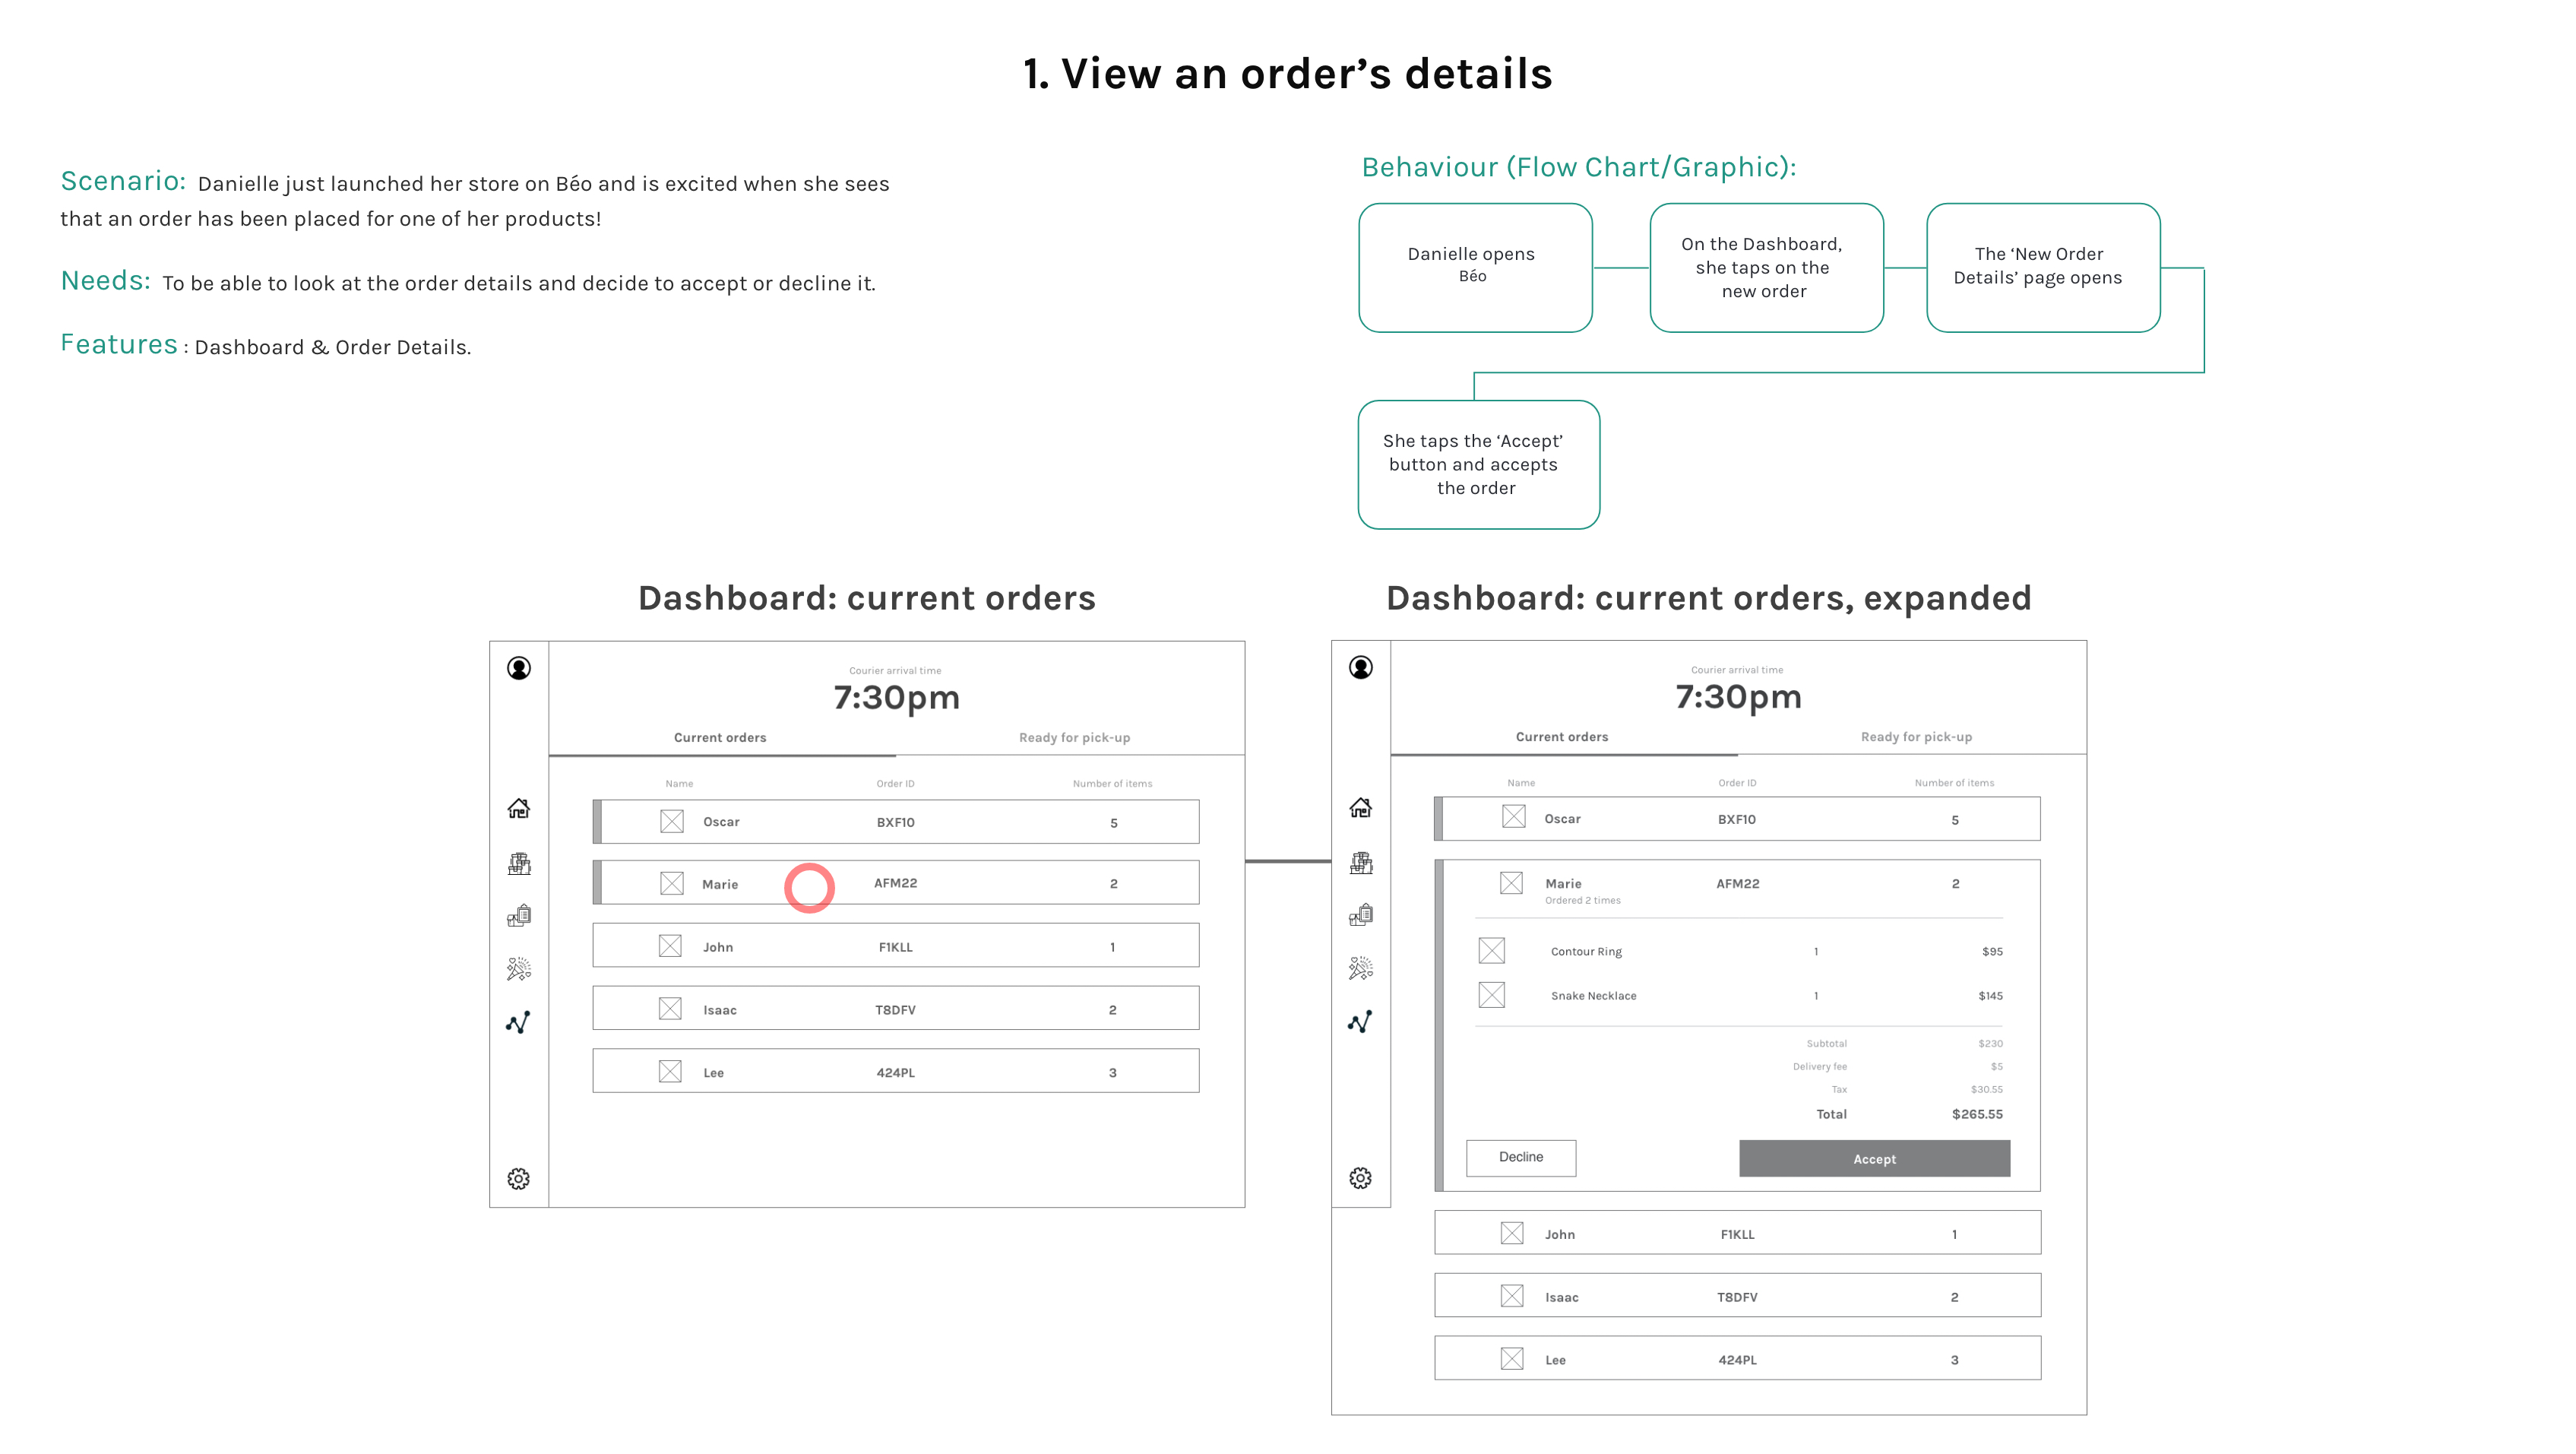 1. View an order’s details
Scenario: Danielle just launched her store on Béo and is excited when she sees
that an order has been placed for one of her products!
Needs: To be able to look at the order details and decide to accept or decline it.
Features : Dashboard & Order Details.
Behaviour (Flow Chart/Graphic):
Danielle opens
Béo
On the Dashboard,
she taps on the
new order
The ‘New Order
Details’ page opens
She taps the ‘Accept’
button and accepts
the order
Dashboard: current orders
Courier arrival time
7:30pm
Current orders Ready for pick-up
Name Order ID Number of items
Oscar BXF10 5
Marie AFM22 2
John F1KLL 1
Isaac T8DFV 2
Lee 424PL 3
Dashboard: current orders, expanded
Courier arrival time
7:30pm
Current orders Ready for pick-up
Name Order ID Number of items
Oscar BXF10 5
Marie AFM22 2
Ordered 2 times
Contour Ring 1 $95
Snake Necklace 1 $145
Subtotal $230
Delivery fee $5
Tax $30.55
Total $265.55
Decline Accept
John F1KLL 1
Isaac T8DFV 2
Lee 424PL 3